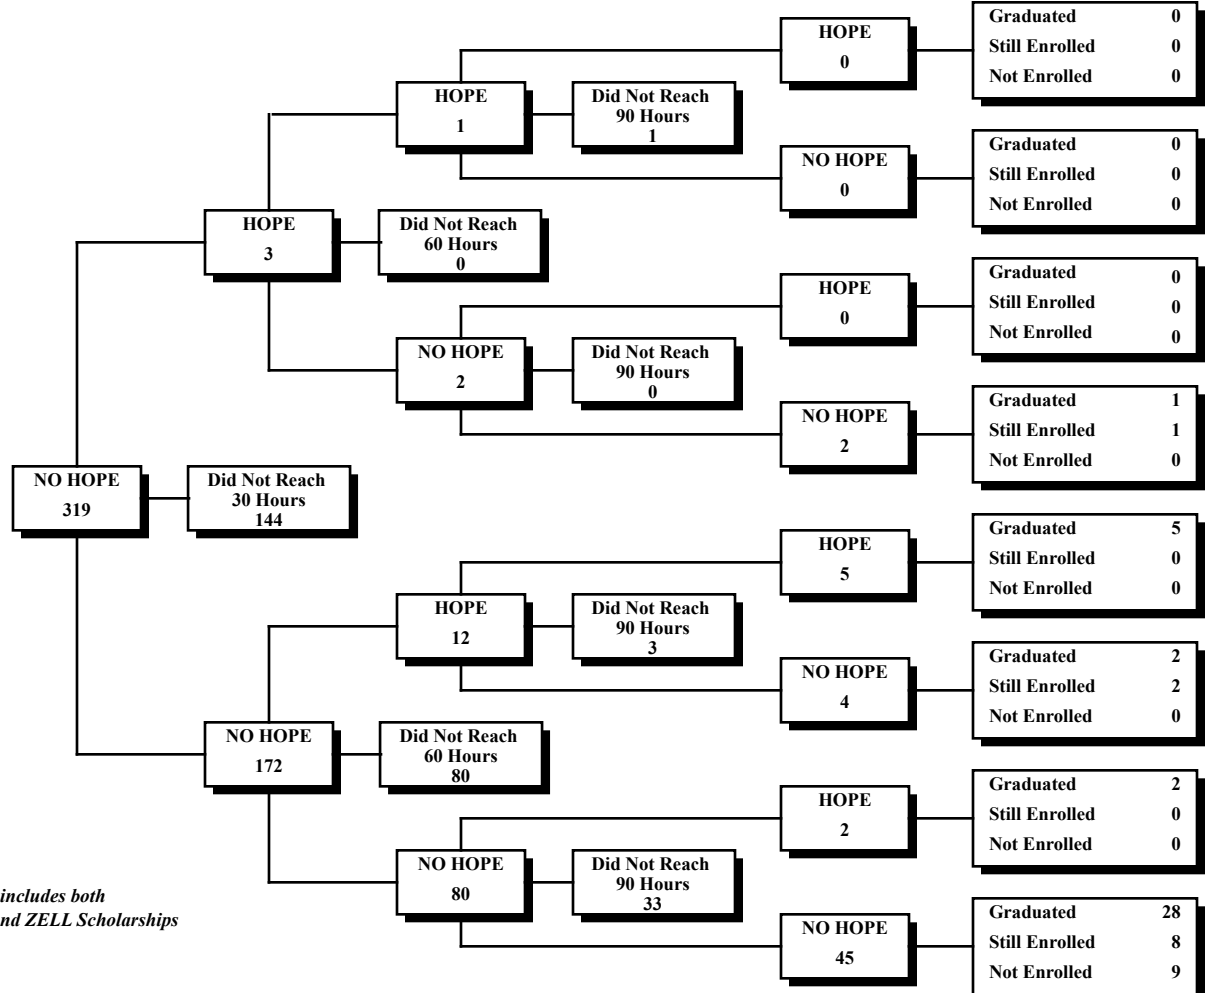 HOPE
0
Graduated 0
Still Enrolled 0
Not Enrolled 0
HOPE
1
Did Not Reach
90 Hours
1
NO HOPE
0
Graduated 0
Still Enrolled 0
Not Enrolled 0
HOPE
3
Did Not Reach
60 Hours
0
HOPE
0
Graduated 0
Still Enrolled 0
Not Enrolled 0
NO HOPE
2
Did Not Reach
90 Hours
0
NO HOPE
2
Graduated 1
Still Enrolled 1
Not Enrolled 0
NO HOPE
319
Did Not Reach
30 Hours
144
HOPE
5
Graduated 5
Still Enrolled 0
Not Enrolled 0
HOPE
12
Did Not Reach
90 Hours
3
NO HOPE
4
Graduated 2
Still Enrolled 2
Not Enrolled 0
NO HOPE
172
Did Not Reach
60 Hours
80
HOPE
2
Graduated 2
Still Enrolled 0
Not Enrolled 0
NO HOPE
80
Did Not Reach
90 Hours
33
NO HOPE
45
Graduated 28
Still Enrolled 8
Not Enrolled 9
includes both
nd ZELL Scholarships